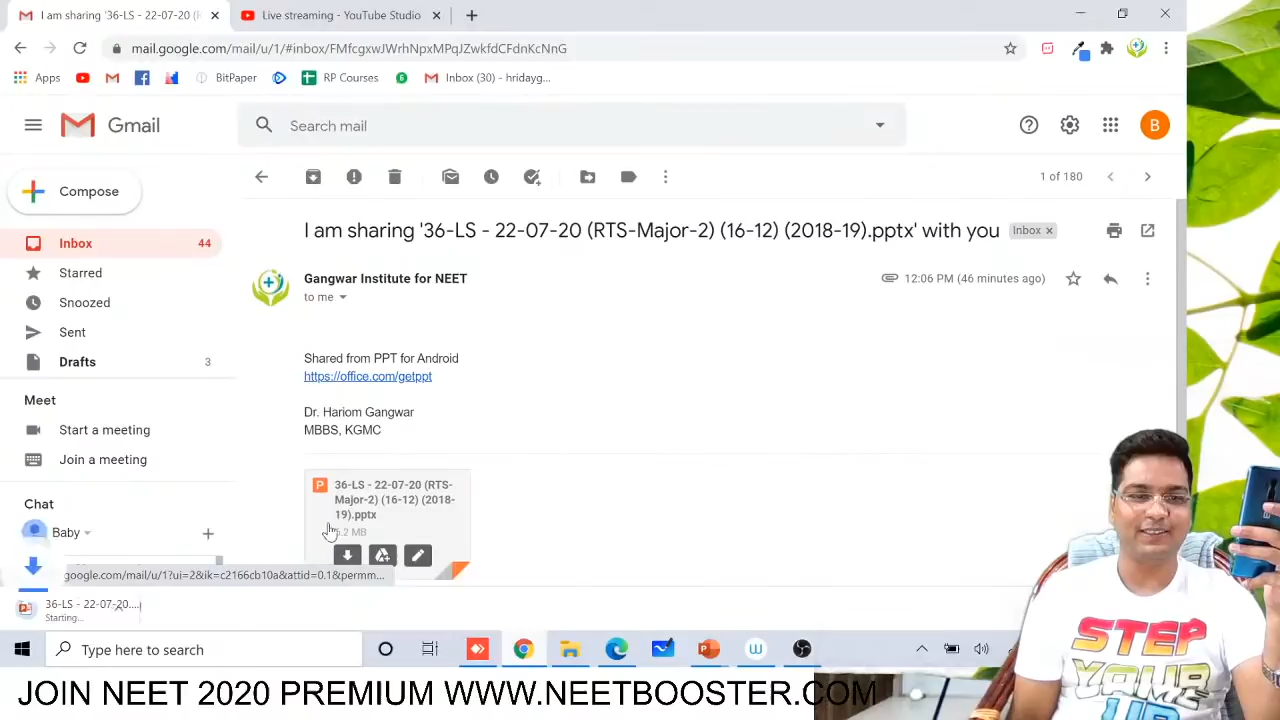 I am sharing '36-LS - 22-07-20 (R
Live streaming - YouTube Studio
mail.google.com/mail/u/1/#inbox/FMfcgxwJWrhNpxMPqJZwkfdCFdnKcNnG
Apps
BitPaper
RP Courses
Inbox (30) - hridayg...
Gmail
Search mail
B
Compose
1 of 180
Inbox 44
I am sharing '36-LS - 22-07-20 (RTS-Major-2) (16-12) (2018-19).pptx' with you
Inbox x
Starred
Gangwar Institute for NEET
12:06 PM (46 minutes ago)
to me
Snoozed
Sent
Drafts 3
Shared from PPT for Android
https://office.com/getppt
Meet
Dr. Hariom Gangwar
MBBS, KGMC
Start a meeting
Join a meeting
Chat
Baby
P
36-LS - 22-07-20 (RTS-
Major-2) (16-12) (2018-
19).pptx
5.2 MB
google.com/mail/u/1?ui=2&ik=c2166cb10a&attid=0.1&permm...
36-LS - 22-07-20....
Starting...
Type here to search
STEP
YOUR
UP
JOIN NEET 2020 PREMIUM WWW.NEETBOOSTER.COM